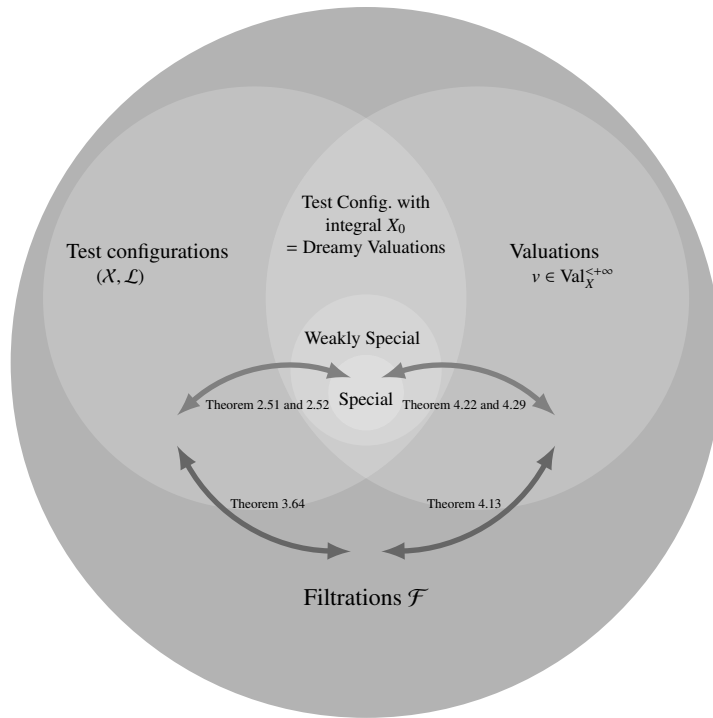 Test Config. with
integral X₀
= Dreamy Valuations
Test configurations
(𝒳, ℒ)
Valuations
v ∈ Val_X^{<+∞}
Weakly Special
Special
Theorem 2.51 and 2.52
Theorem 4.22 and 4.29
Theorem 3.64
Theorem 4.13
Filtrations ℱ